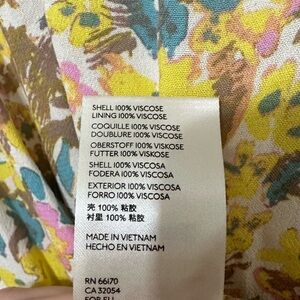 SHELL 100% VISCOSE
LINING 100% VISCOSE
COQUILLE 100% VISCOSE
DOUBLURE 100% VISCOSE
OBERSTOFF 100% VISKOSE
FUTTER 100% VISKOSE
SHELL 100% VISCOSA
FODERA 100% VISCOSA
EXTERIOR 100% VISCOSA
FORRO 100% VISCOSA
壳 100% 粘胶
衬里 100% 粘胶
MADE IN VIETNAM
HECHO EN VIETNAM
RN 66170
CA 32054
FOR EU